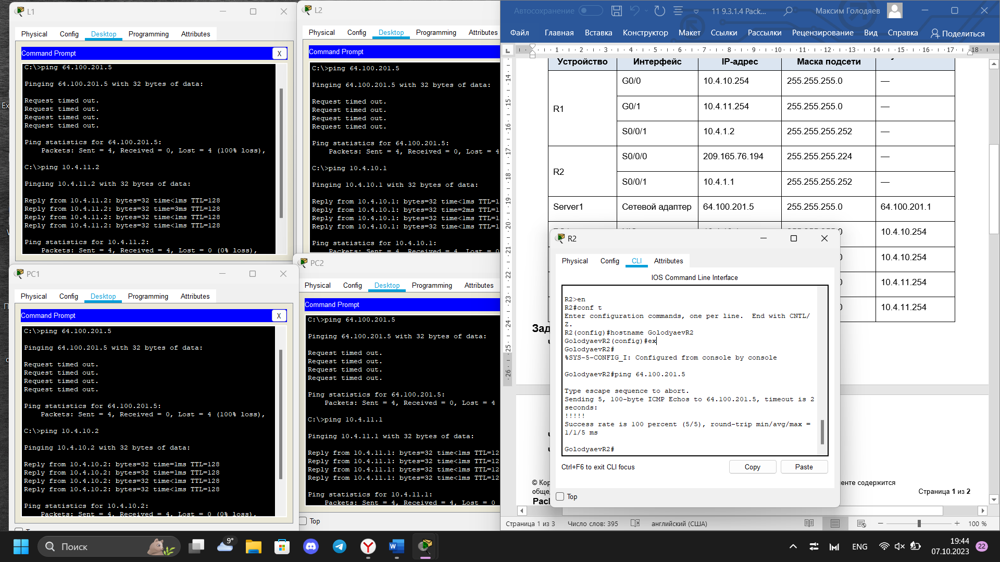 L1
Physical Config Desktop Programming Attributes
Command Prompt
X
C:\>ping 64.100.201.5
Pinging 64.100.201.5 with 32 bytes of data:
Request timed out.
Request timed out.
Request timed out.
Request timed out.
Ping statistics for 64.100.201.5:
Packets: Sent = 4, Received = 0, Lost = 4 (100% loss),
C:\>ping 10.4.11.2
Pinging 10.4.11.2 with 32 bytes of data:
Reply from 10.4.11.2: bytes=32 time<1ms TTL=128
Reply from 10.4.11.2: bytes=32 time=3ms TTL=128
Reply from 10.4.11.2: bytes=32 time<1ms TTL=128
Reply from 10.4.11.2: bytes=32 time<1ms TTL=128
Ping statistics for 10.4.11.2:
Packets: Sent = 4, Received = 4, Lost = 0 (0% loss),
L2
Physical Config Desktop Programming Attributes
Command Prompt
C:\>ping 64.100.201.5
Pinging 64.100.201.5 with 32 bytes of data:
Request timed out.
Request timed out.
Request timed out.
Request timed out.
Ping statistics for 64.100.201.5:
Packets: Sent = 4, Received = 0, Lost = 4
C:\>ping 10.4.10.1
Pinging 10.4.10.1 with 32 bytes of data:
Reply from 10.4.10.1: bytes=32 time<1ms TTL=1
Reply from 10.4.10.1: bytes=32 time=2ms TTL=1
Reply from 10.4.10.1: bytes=32 time<1ms TTL=1
Reply from 10.4.10.1: bytes=32 time<1ms TTL=1
Ping statistics for 10.4.10.1:
Packets: Sent = 4, Received = 4, Lost = 0
PC1
Physical Config Desktop Programming Attributes
Command Prompt
X
C:\>ping 64.100.201.5
Pinging 64.100.201.5 with 32 bytes of data:
Request timed out.
Request timed out.
Request timed out.
Request timed out.
Ping statistics for 64.100.201.5:
Packets: Sent = 4, Received = 0, Lost = 4 (100% loss),
C:\>ping 10.4.10.2
Pinging 10.4.10.2 with 32 bytes of data:
Reply from 10.4.10.2: bytes=32 time=1ms TTL=128
Reply from 10.4.10.2: bytes=32 time<1ms TTL=128
Reply from 10.4.10.2: bytes=32 time<1ms TTL=128
Reply from 10.4.10.2: bytes=32 time<1ms TTL=128
Ping statistics for 10.4.10.2:
Packets: Sent = 4, Received = 4, Lost = 0 (0% loss),
PC2
Physical Config Desktop Programming Attributes
Command Prompt
C:\>ping 64.100.201.5
Pinging 64.100.201.5 with 32 bytes of data:
Request timed out.
Request timed out.
Request timed out.
Request timed out.
Ping statistics for 64.100.201.5:
Packets: Sent = 4, Received = 0, Lost = 4
C:\>ping 10.4.11.1
Pinging 10.4.11.1 with 32 bytes of data:
Reply from 10.4.11.1: bytes=32 time<1ms TTL=12
Reply from 10.4.11.1: bytes=32 time<1ms TTL=12
Reply from 10.4.11.1: bytes=32 time<1ms TTL=12
Reply from 10.4.11.1: bytes=32 time<1ms TTL=12
Ping statistics for 10.4.11.1:
Packets: Sent = 4, Received = 4, Lost = 0
Top
Автосохранение 11 9.3.1.4 Pack... Максим Голодяев
Файл Главная Вставка Конструктор Макет Ссылки Рассылки Рецензирование Вид Справка Поделиться
1 2 3 4 5 6 7 8 9 10 11 12 13 14 15 16 17 18
14
15
16
17
18
19
20
21
22
23
24
25
26
Устройство Интерфейс IP-адрес Маска подсети
R1 G0/0 10.4.10.254 255.255.255.0 —
G0/1 10.4.11.254 255.255.255.0 —
S0/0/1 10.4.1.2 255.255.255.252 —
R2 S0/0/0 209.165.76.194 255.255.255.224 —
S0/0/1 10.4.1.1 255.255.255.252 —
Server1 Сетевой адаптер 64.100.201.5 255.255.255.0 64.100.201.1
10.4.10.254
10.4.10.254
10.4.11.254
10.4.11.254
Зад
R2
Physical Config CLI Attributes
IOS Command Line Interface
R2>en
R2#conf t
Enter configuration commands, one per line. End with CNTL/
Z.
R2(config)#hostname GolodyaevR2
GolodyaevR2(config)#ex
GolodyaevR2#
%SYS-5-CONFIG_I: Configured from console by console
GolodyaevR2#ping 64.100.201.5
Type escape sequence to abort.
Sending 5, 100-byte ICMP Echos to 64.100.201.5, timeout is 2
seconds:
!!!!!
Success rate is 100 percent (5/5), round-trip min/avg/max =
1/1/5 ms
GolodyaevR2#
Ctrl+F6 to exit CLI focus
Copy Paste
Top
© Кор
обще
енте содержится
Страница 1 из 2
Pack
Страница 1 из 3 Число слов: 395 английский (США) 100 %
Поиск
9°
ENG
19:44
07.10.2023
22